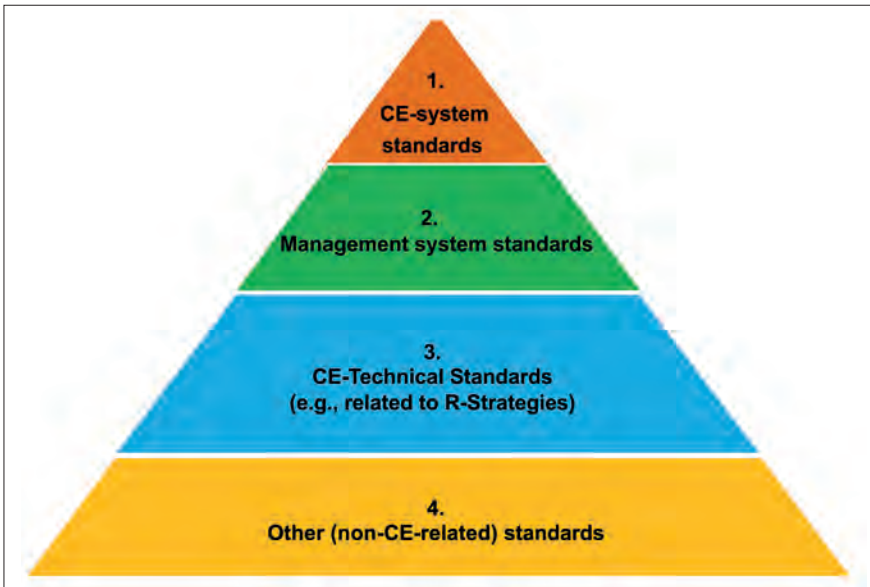 1.
CE-system
standards
2.
Management system standards
3.
CE-Technical Standards
(e.g., related to R-Strategies)
4.
Other (non-CE-related) standards